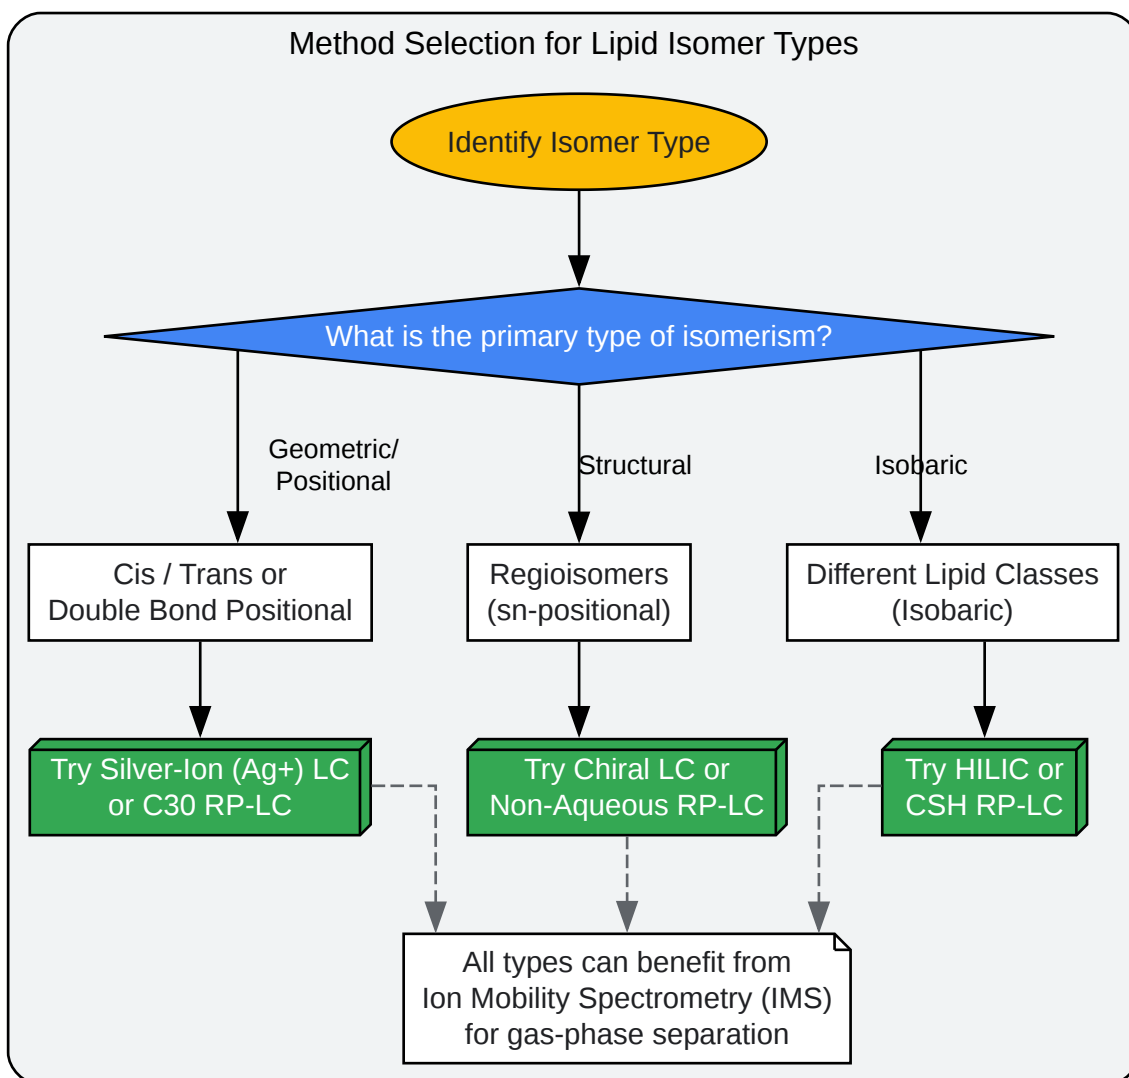 Method Selection for Lipid Isomer Types
Identify Isomer Type
What is the primary type of isomerism?
Geometric/
Positional
Structural
Isobaric
Cis / Trans or
Double Bond Positional
Regioisomers
(sn-positional)
Different Lipid Classes
(Isobaric)
Try Silver-Ion (Ag+) LC
or C30 RP-LC
Try Chiral LC or
Non-Aqueous RP-LC
Try HILIC or
CSH RP-LC
All types can benefit from
Ion Mobility Spectrometry (IMS)
for gas-phase separation